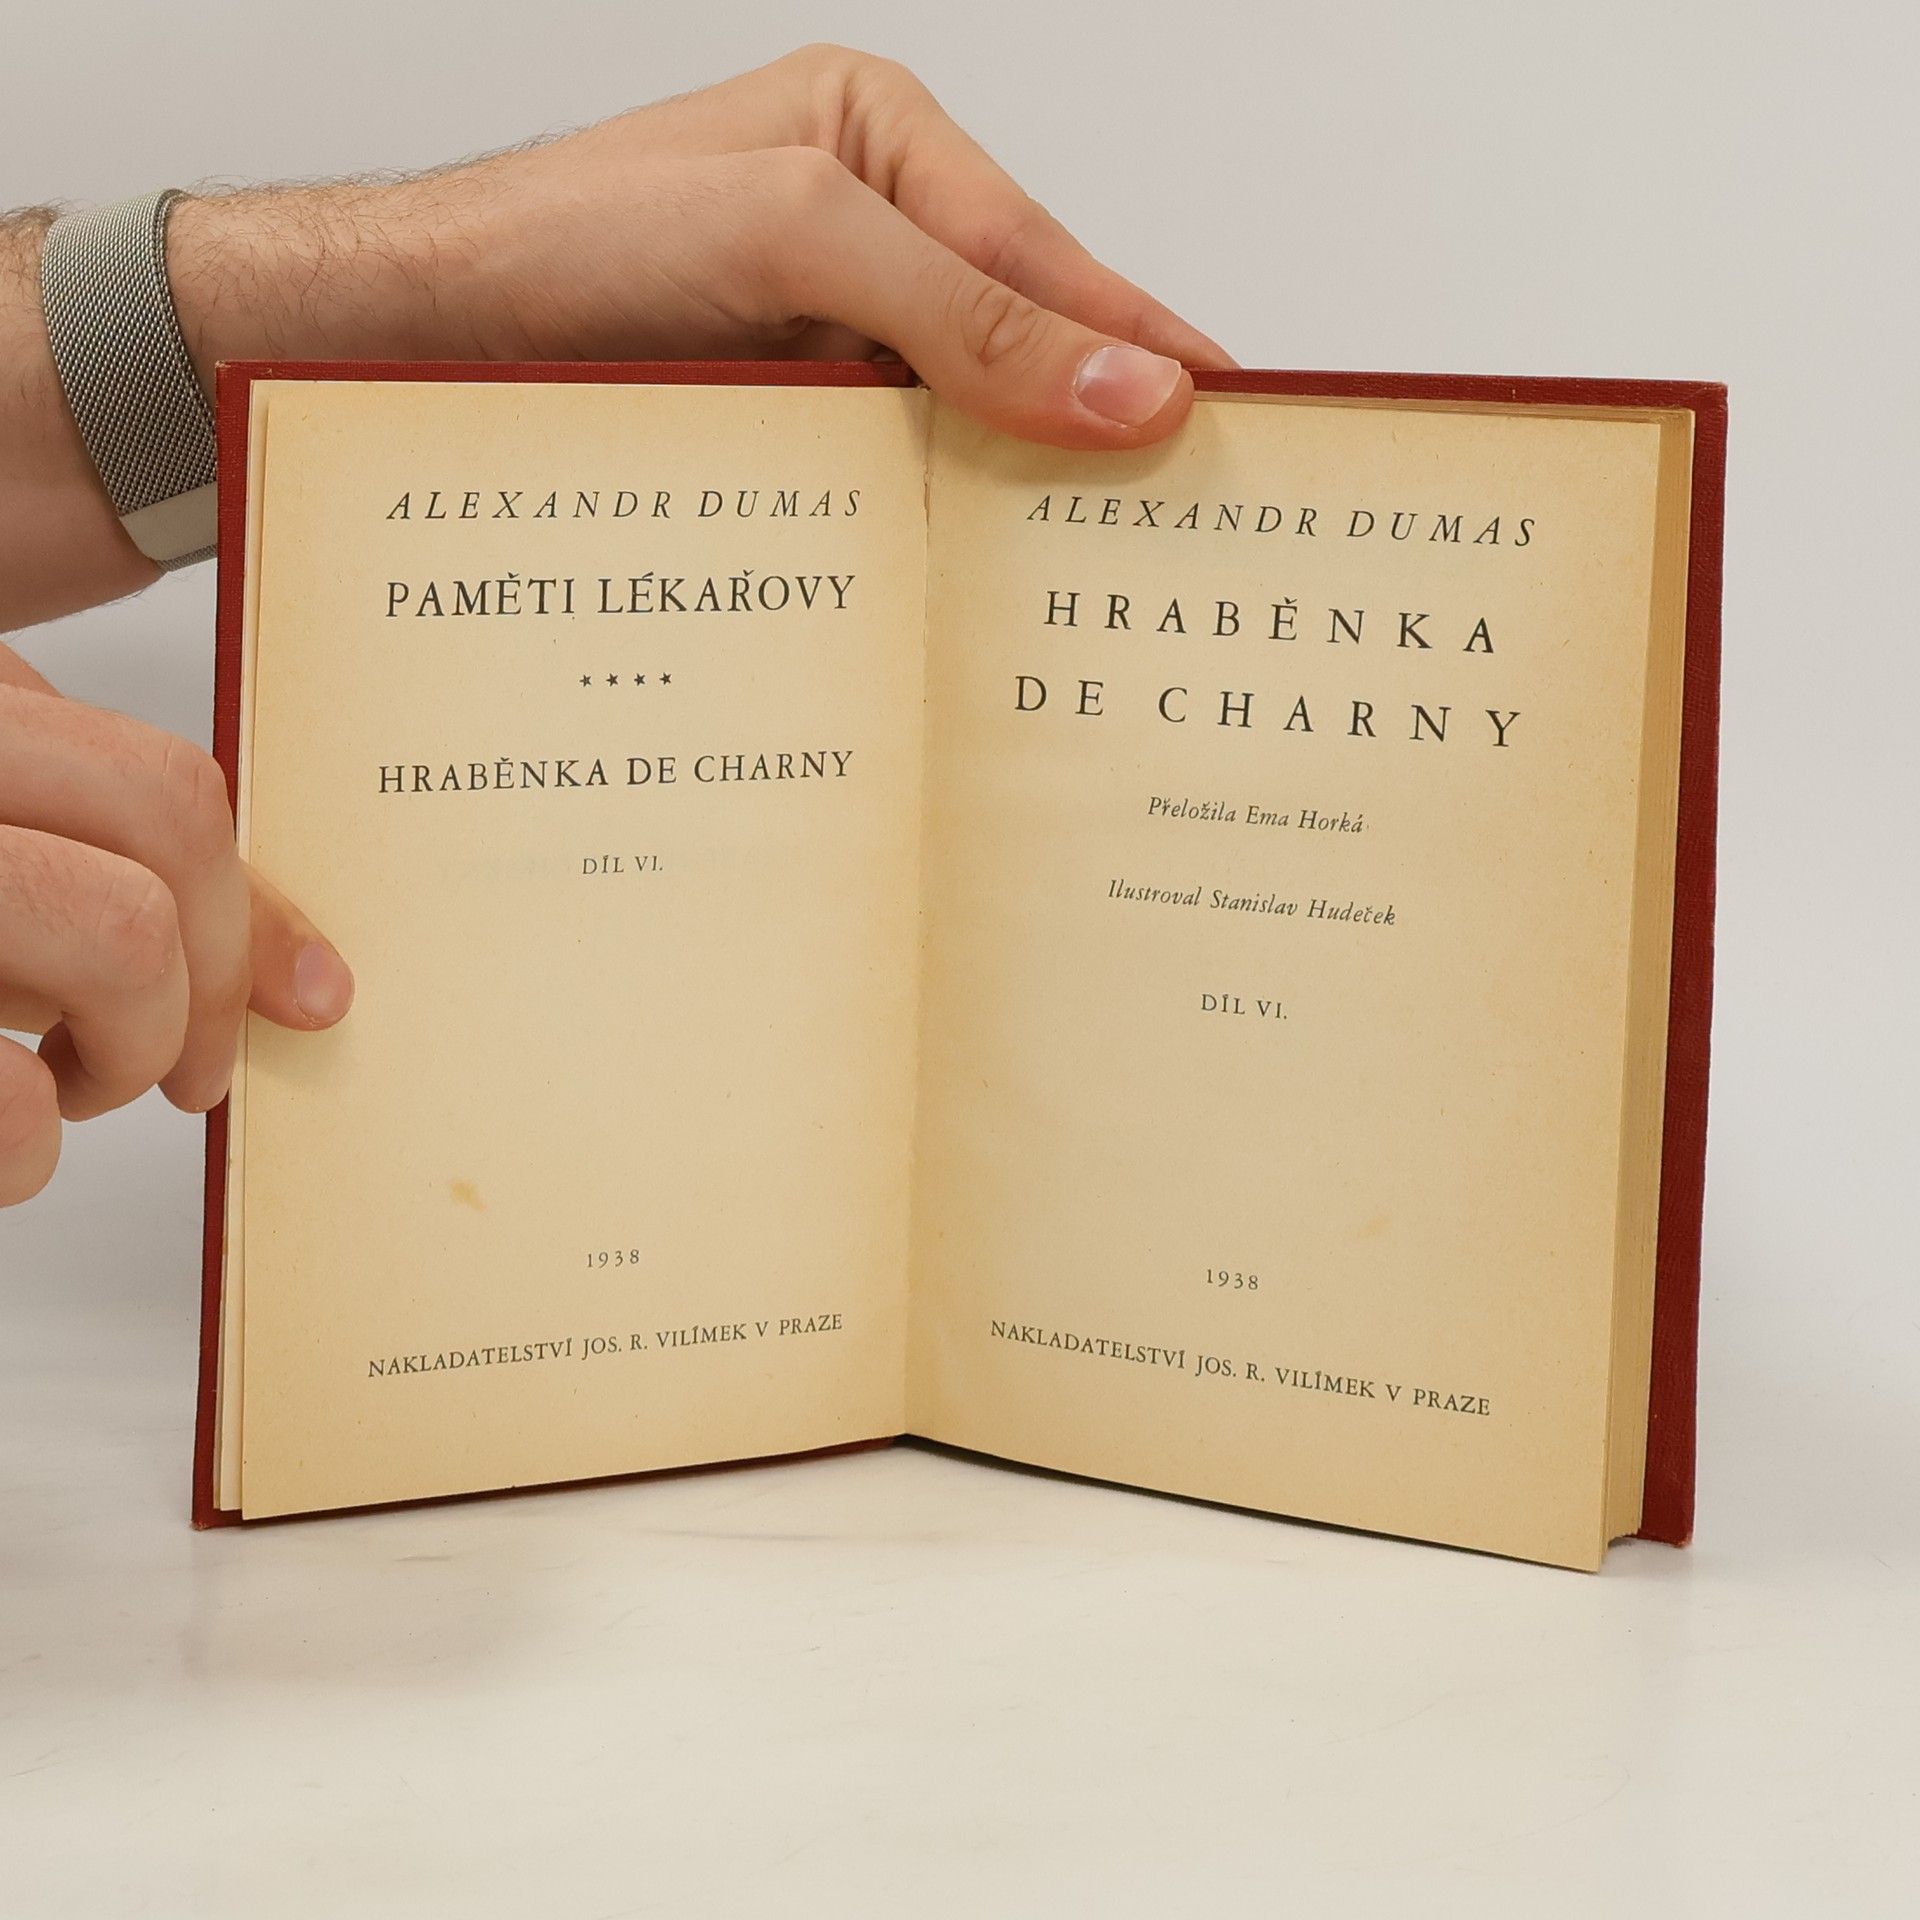 ALEXANDR DUMAS
PAMĚTI LÉKAŘOVY
★ ★ ★ ★
HRABĚNKA DE CHARNY
DÍL VI.
1938
NAKLADATELSTVÍ JOS. R. VILÍMEK V PRAZE
ALEXANDR DUMAS
HRABĚNKA
DE CHARNY
Přeložila Ema Horká
Ilustroval Stanislav Hudeček
DÍL VI.
1938
NAKLADATELSTVÍ JOS. R. VILÍMEK V PRAZE